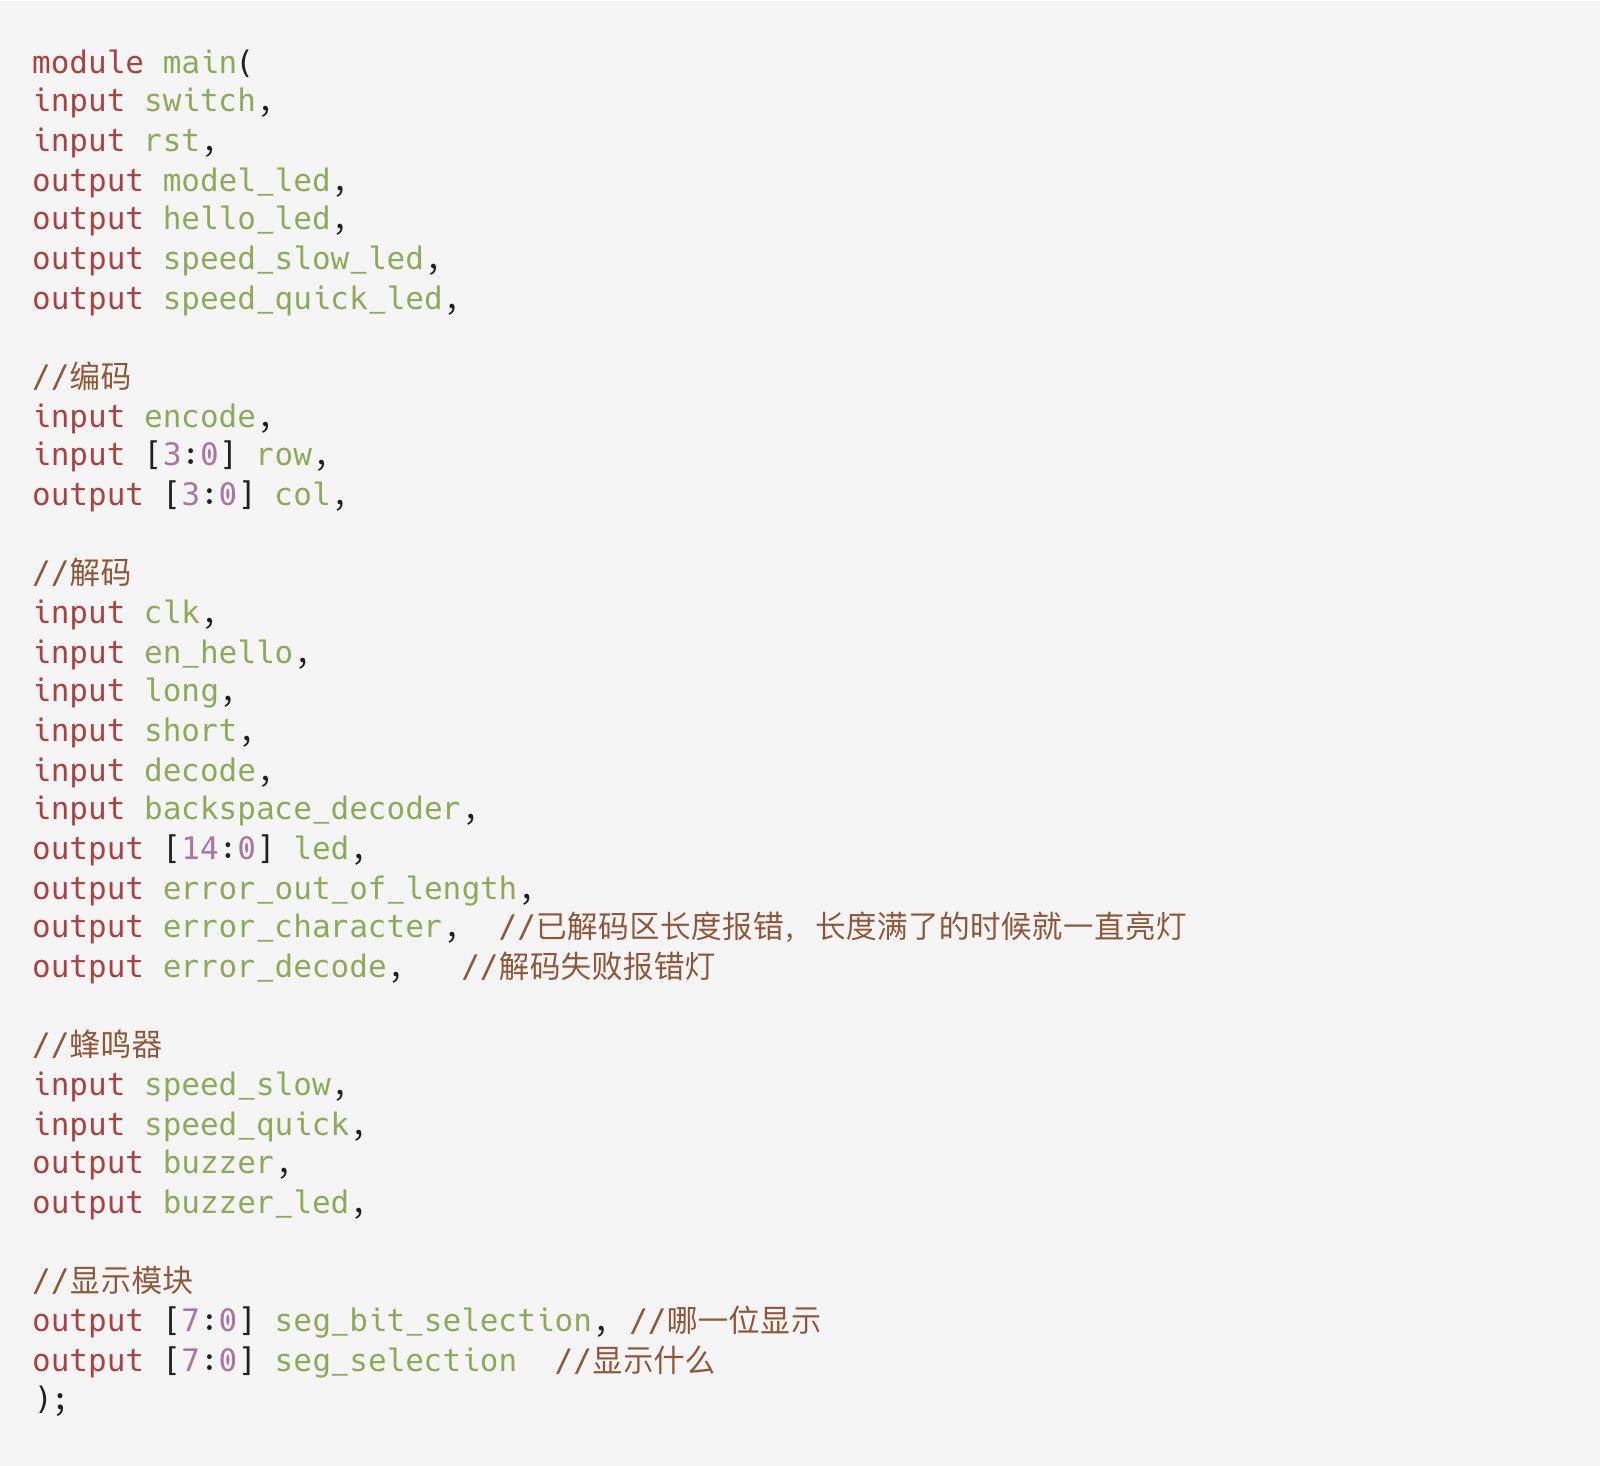 module main(
input switch,
input rst,
output model_led,
output hello_led,
output speed_slow_led,
output speed_quick_led,
//编码
input encode,
input [3:0] row,
output [3:0] col,
//解码
input clk,
input en_hello,
input long,
input short,
input decode,
input backspace_decoder,
output [14:0] led,
output error_out_of_length,
output error_character,  //已解码区长度报错，长度满了的时候就一直亮灯
output error_decode,   //解码失败报错灯
//蜂鸣器
input speed_slow,
input speed_quick,
output buzzer,
output buzzer_led,
//显示模块
output [7:0] seg_bit_selection, //哪一位显示
output [7:0] seg_selection  //显示什么
);